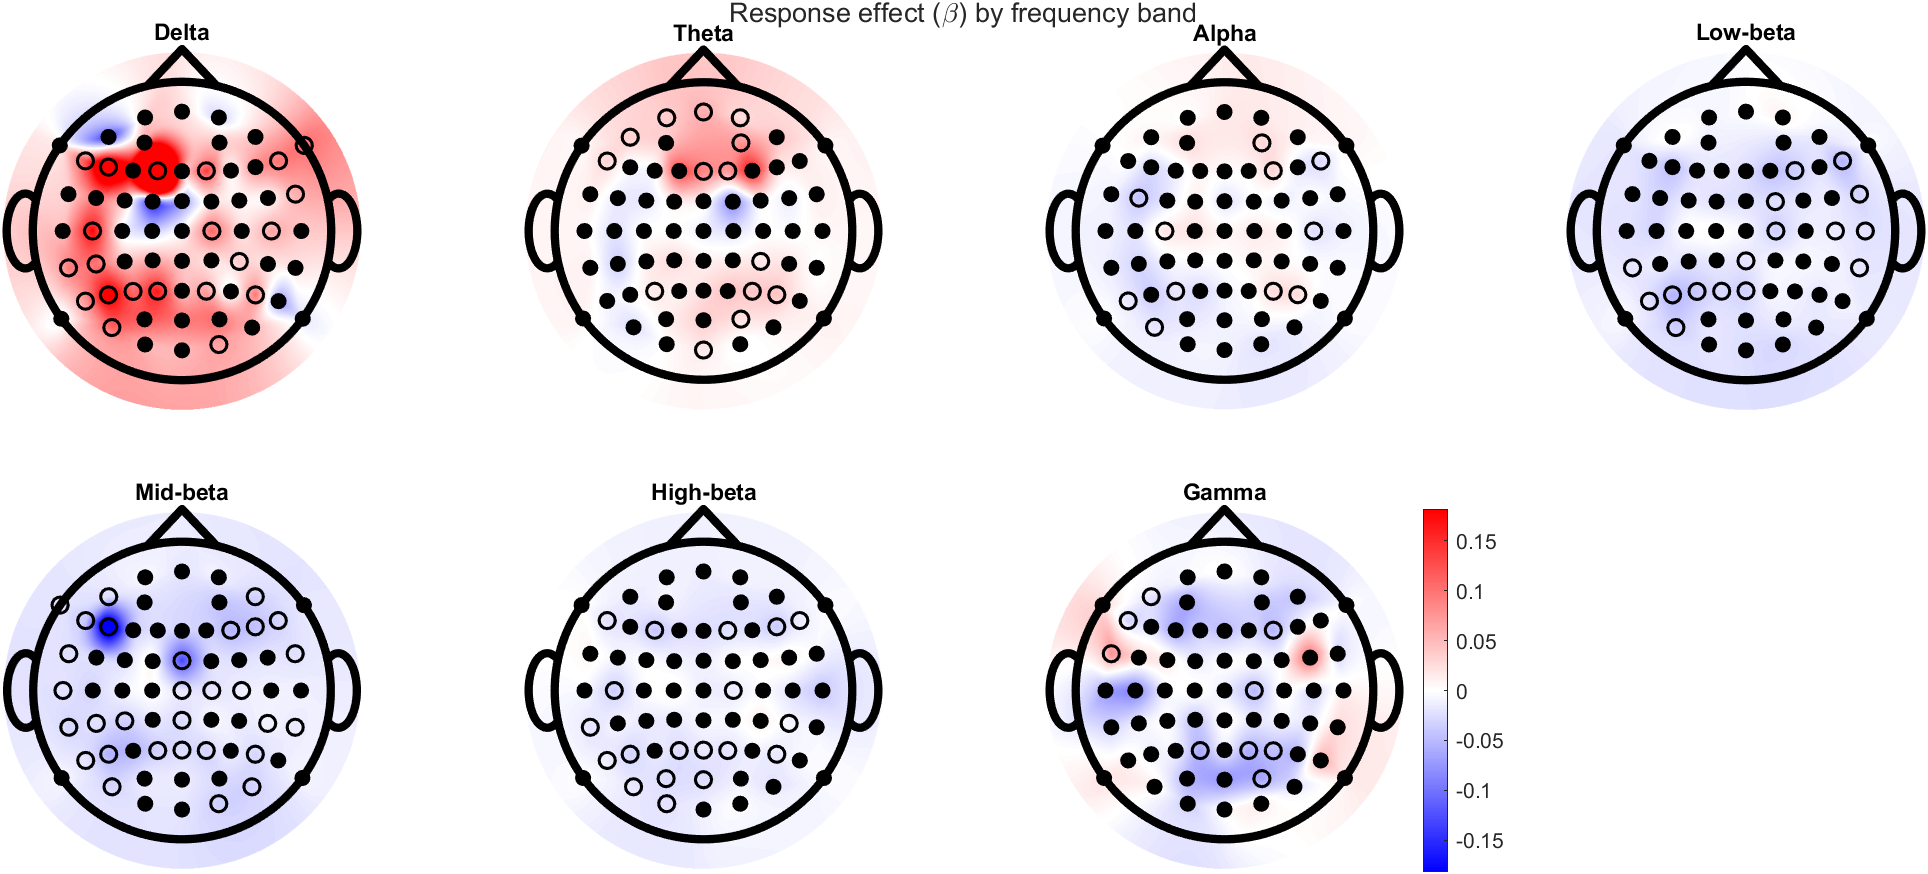 Response effect (β) by frequency band
Delta
Theta
Alpha
Low-beta
Mid-beta
High-beta
Gamma
0.15
0.1
0.05
0
-0.05
-0.1
-0.15